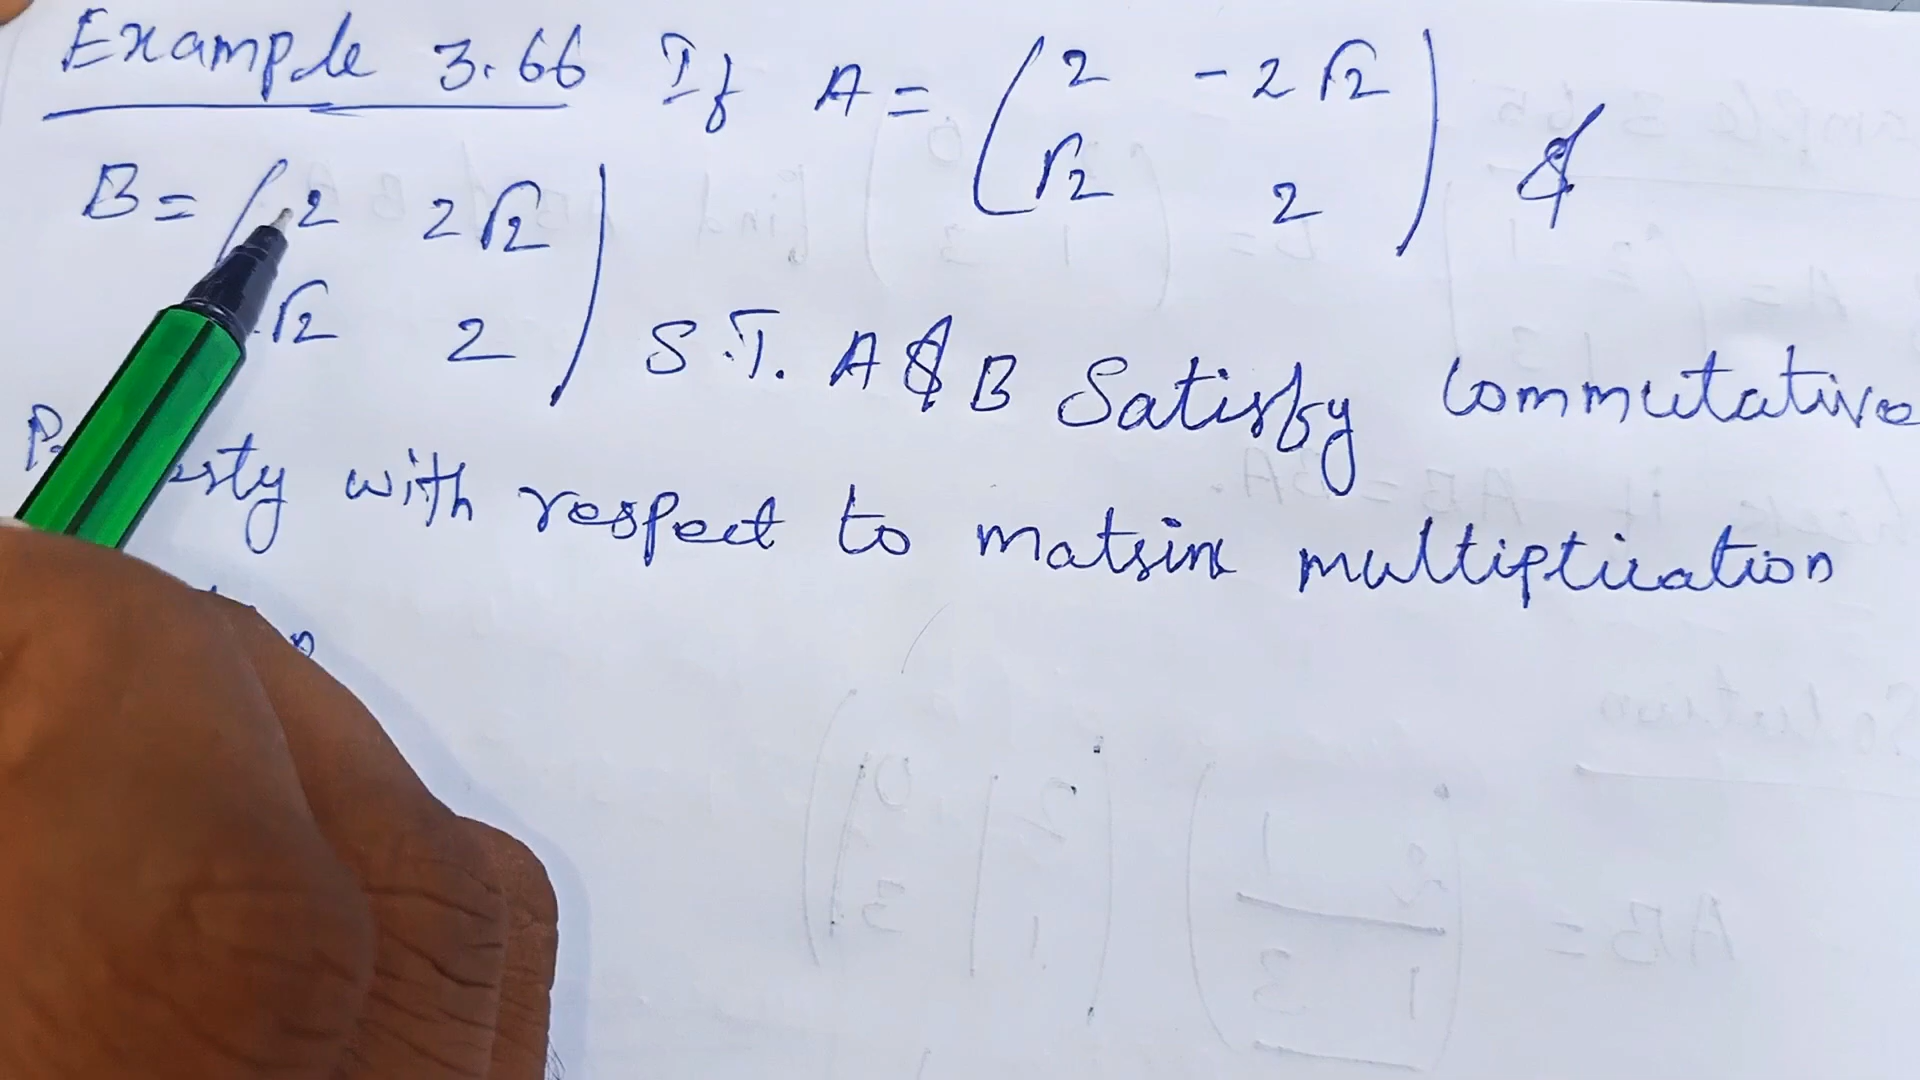 Example 3.66 If A = ( 2 -2√2
√2 2 ) &
B = ( 2 2√2
√2 2 ) S.T. A & B Satisfy commutative
with respect to matrix multiplication